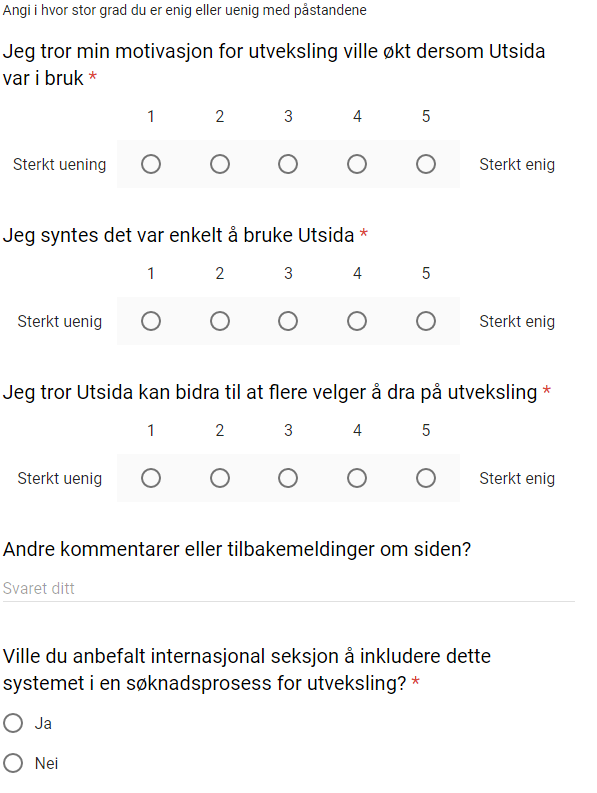 Angi i hvor stor grad du er enig eller uenig med påstandene
Jeg tror min motivasjon for utveksling ville økt dersom Utsida
var i bruk *
1 2 3 4 5
Sterkt uening Sterkt enig
Jeg syntes det var enkelt å bruke Utsida *
1 2 3 4 5
Sterkt uenig Sterkt enig
Jeg tror Utsida kan bidra til at flere velger å dra på utveksling *
1 2 3 4 5
Sterkt uenig Sterkt enig
Andre kommentarer eller tilbakemeldinger om siden?
Svaret ditt
Ville du anbefalt internasjonal seksjon å inkludere dette
systemet i en søknadsprosess for utveksling? *
Ja
Nei